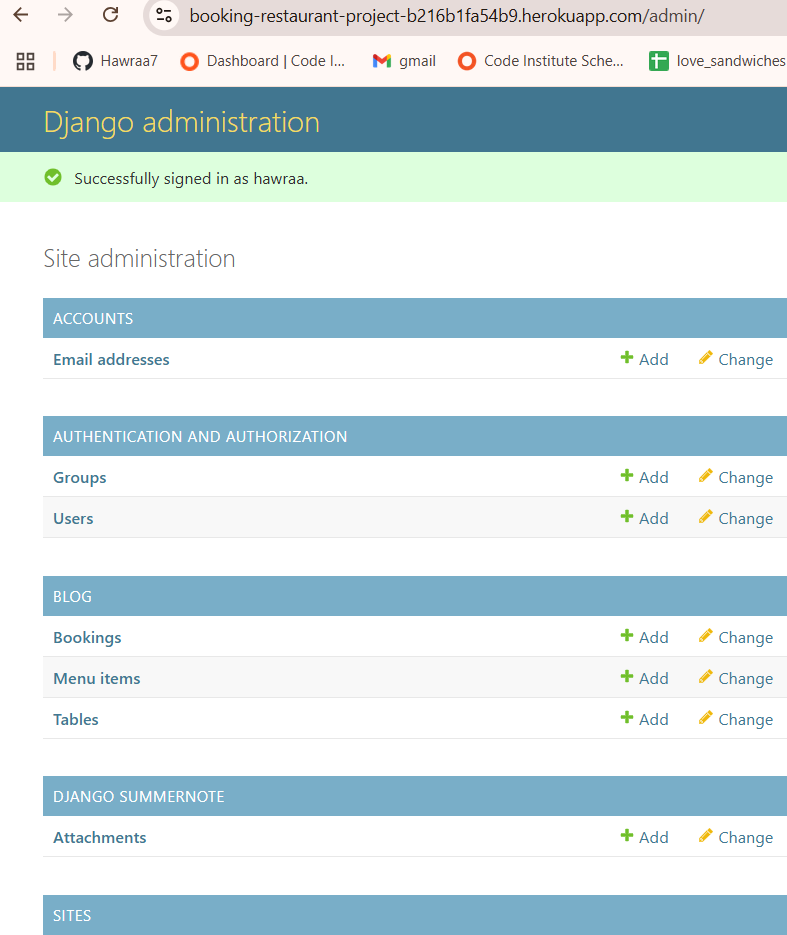 booking-restaurant-project-b216b1fa54b9.herokuapp.com/admin/
Hawraa7 Dashboard | Code I... gmail Code Institute Sche... love_sandwiches
Django administration
Successfully signed in as hawraa.
Site administration
ACCOUNTS
Email addresses Add Change
AUTHENTICATION AND AUTHORIZATION
Groups Add Change
Users Add Change
BLOG
Bookings Add Change
Menu items Add Change
Tables Add Change
DJANGO SUMMERNOTE
Attachments Add Change
SITES